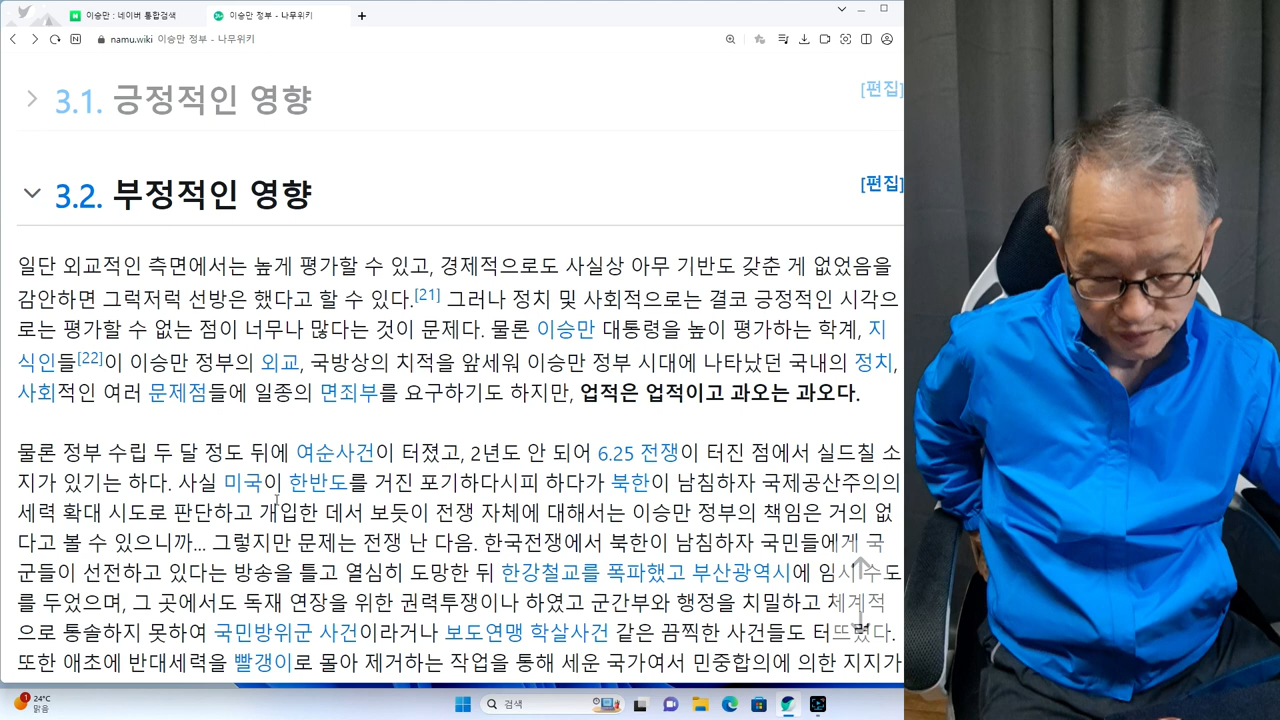 이승만 : 네이버 통합검색
이승만 정부 - 나무위키
namu.wiki 이승만 정부 - 나무위키
3.1. 긍정적인 영향
[편집]
3.2. 부정적인 영향
[편집]
일단 외교적인 측면에서는 높게 평가할 수 있고, 경제적으로도 사실상 아무 기반도 갖춘 게 없었음을
감안하면 그럭저럭 선방은 했다고 할 수 있다.[21] 그러나 정치 및 사회적으로는 결코 긍정적인 시각으
로는 평가할 수 없는 점이 너무나 많다는 것이 문제다. 물론 이승만 대통령을 높이 평가하는 학계, 지
식인들[22]이 이승만 정부의 외교, 국방상의 치적을 앞세워 이승만 정부 시대에 나타났던 국내의 정치,
사회적인 여러 문제점들에 일종의 면죄부를 요구하기도 하지만, 업적은 업적이고 과오는 과오다.
물론 정부 수립 두 달 정도 뒤에 여순사건이 터졌고, 2년도 안 되어 6.25 전쟁이 터진 점에서 실드칠 소
지가 있기는 하다. 사실 미국이 한반도를 거진 포기하다시피 하다가 북한이 남침하자 국제공산주의의
세력 확대 시도로 판단하고 개입한 데서 보듯이 전쟁 자체에 대해서는 이승만 정부의 책임은 거의 없
다고 볼 수 있으니까... 그렇지만 문제는 전쟁 난 다음. 한국전쟁에서 북한이 남침하자 국민들에게 국
군들이 선전하고 있다는 방송을 틀고 열심히 도망한 뒤 한강철교를 폭파했고 부산광역시에 임시 수도
를 두었으며, 그 곳에서도 독재 연장을 위한 권력투쟁이나 하였고 군간부와 행정을 치밀하고 체계적
으로 통솔하지 못하여 국민방위군 사건이라거나 보도연맹 학살사건 같은 끔찍한 사건들도 터뜨렸다.
또한 애초에 반대세력을 빨갱이로 몰아 제거하는 작업을 통해 세운 국가여서 민중합의에 의한 지지가
1
24°C
맑음
검색